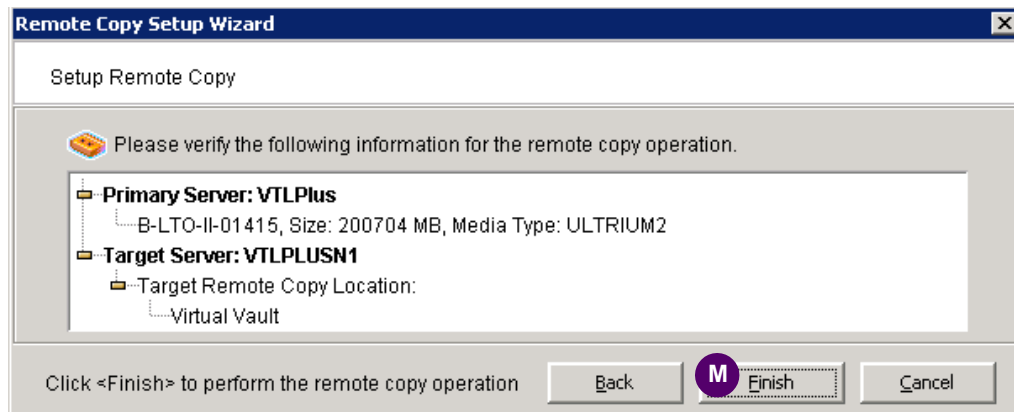 Remote Copy Setup Wizard
Setup Remote Copy
Please verify the following information for the remote copy operation.
Primary Server: VTLPlus
B-LTO-II-01415, Size: 200704 MB, Media Type: ULTRIUM2
Target Server: VTLPLUSN1
Target Remote Copy Location:
Virtual Vault
Click <Finish> to perform the remote copy operation Back M Finish Cancel